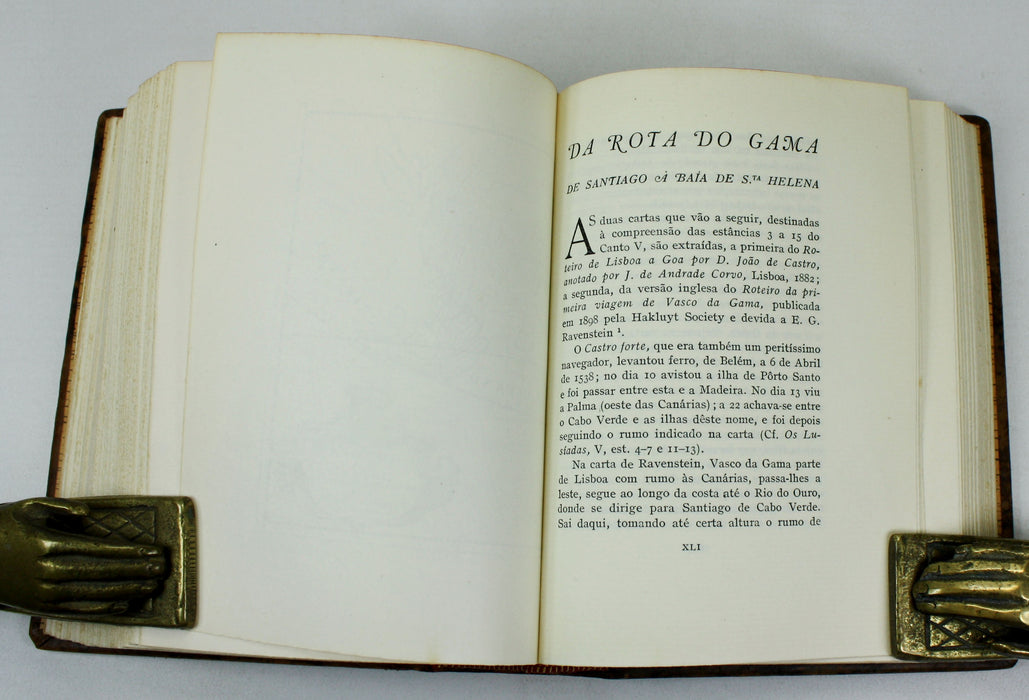 DA ROTA DO GAMA
DE SANTIAGO À BAÍA DE S.TA HELENA
AS duas cartas que vão a seguir, destinadas
à compreensão das estâncias 3 a 15 do
Canto V, são extraídas, a primeira do Ro-
teiro de Lisboa a Goa por D. João de Castro,
anotado por J. de Andrade Corvo, Lisboa, 1882;
a segunda, da versão inglesa do Roteiro da pri-
meira viagem de Vasco da Gama, publicada
em 1898 pela Hakluyt Society e devida a E. G.
Ravenstein ¹.
O Castro forte, que era também um peritíssimo
navegador, levantou ferro, de Belém, a 6 de Abril
de 1538; no dia 10 avistou a ilha de Pôrto Santo
e foi passar entre esta e a Madeira. No dia 13 viu
a Palma (oeste das Canárias); a 22 achava-se entre
o Cabo Verde e as ilhas dêste nome, e foi depois
seguindo o rumo indicado na carta (Cf. Os Lu-
síadas, V, est. 4-7 e 11-13).
Na carta de Ravenstein, Vasco da Gama parte
de Lisboa com rumo às Canárias, passa-lhes a
leste, segue ao longo da costa até o Rio do Ouro,
donde se dirige para Santiago de Cabo Verde.
Sai daqui, tomando até certa altura o rumo de
XLI